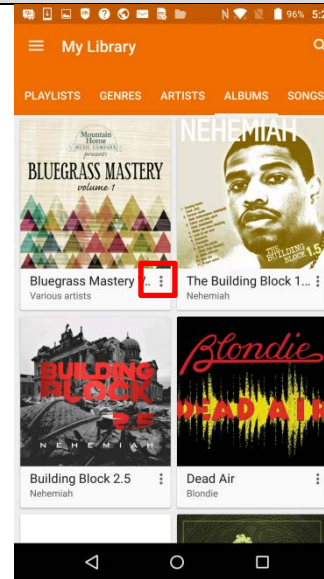 N 96% 5:2
My Library
PLAYLISTS GENRES ARTISTS ALBUMS SONGS
Mountain
Home
MUSIC COMPANY
presents
BLUEGRASS MASTERY
volume 1
NEHEMIAH
THE
BUILDING
BLOCK 1.5
Bluegrass Mastery V..
Various artists
The Building Block 1...
Nehemiah
BUILDING
BLOCK
2.5
NEHEMIAH
Blondie
DEAD AIR
Building Block 2.5
Nehemiah
Dead Air
Blondie